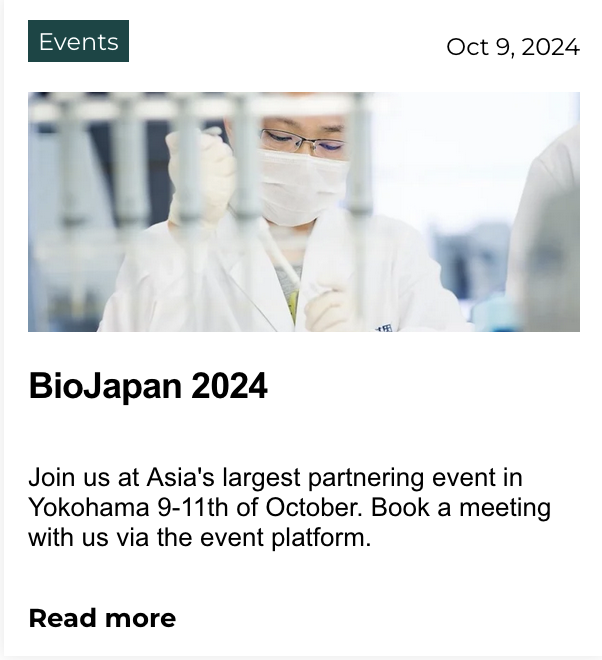 Events
Oct 9, 2024
BioJapan 2024
Join us at Asia's largest partnering event in
Yokohama 9-11th of October. Book a meeting
with us via the event platform.
Read more